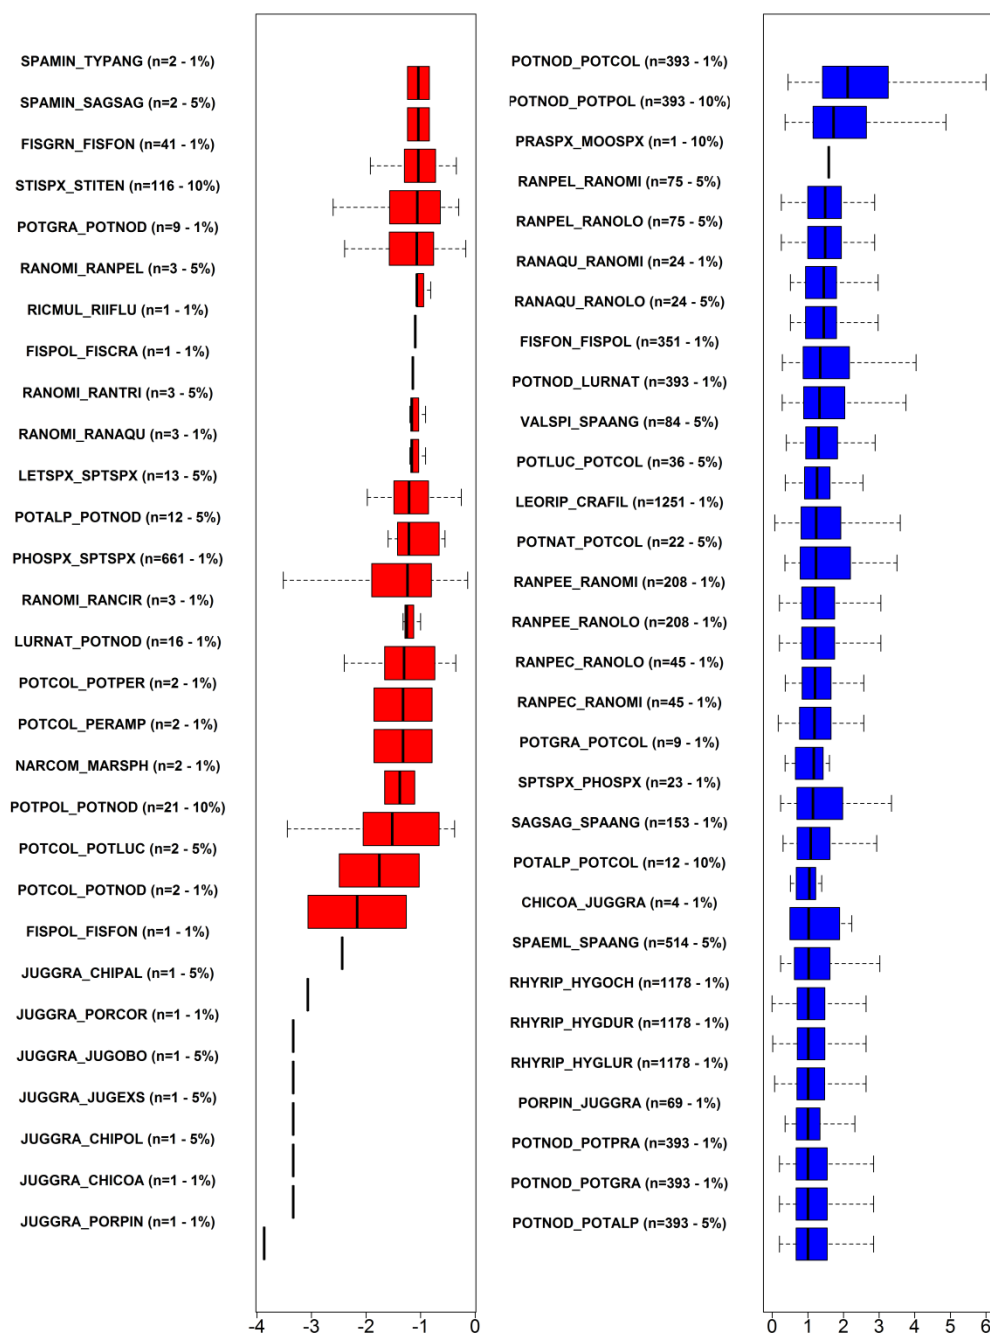 SPAMIN_TYPANG (n=2 - 1%)
SPAMIN_SAGSAG (n=2 - 5%)
FISGRN_FISFON (n=41 - 1%)
STISPX_STITEN (n=116 - 10%)
POTGRA_POTNOD (n=9 - 1%)
RANOMI_RANPEL (n=3 - 5%)
RICMUL_RIIFLU (n=1 - 1%)
FISPOL_FISCRA (n=1 - 1%)
RANOMI_RANTRI (n=3 - 5%)
RANOMI_RANAQU (n=3 - 1%)
LETSPX_SPTSPX (n=13 - 5%)
POTALP_POTNOD (n=12 - 5%)
PHOSPX_SPTSPX (n=661 - 1%)
RANOMI_RANCIR (n=3 - 1%)
LURNAT_POTNOD (n=16 - 1%)
POTCOL_POTPER (n=2 - 1%)
POTCOL_PERAMP (n=2 - 1%)
NARCOM_MARSPH (n=2 - 1%)
POTPOL_POTNOD (n=21 - 10%)
POTCOL_POTLUC (n=2 - 5%)
POTCOL_POTNOD (n=2 - 1%)
FISPOL_FISFON (n=1 - 1%)
JUGGRA_CHIPAL (n=1 - 5%)
JUGGRA_PORCOR (n=1 - 1%)
JUGGRA_JUGOBO (n=1 - 5%)
JUGGRA_JUGEXS (n=1 - 5%)
JUGGRA_CHIPOL (n=1 - 5%)
JUGGRA_CHICOA (n=1 - 1%)
JUGGRA_PORPIN (n=1 - 1%)
-4 -3 -2 -1 0
POTNOD_POTCOL (n=393 - 1%)
POTNOD_POTPOL (n=393 - 10%)
PRASPX_MOOSPX (n=1 - 10%)
RANPEL_RANOMI (n=75 - 5%)
RANPEL_RANOLO (n=75 - 5%)
RANAQU_RANOMI (n=24 - 1%)
RANAQU_RANOLO (n=24 - 5%)
FISFON_FISPOL (n=351 - 1%)
POTNOD_LURNAT (n=393 - 1%)
VALSPI_SPAANG (n=84 - 5%)
POTLUC_POTCOL (n=36 - 5%)
LEORIP_CRAFIL (n=1251 - 1%)
POTNAT_POTCOL (n=22 - 5%)
RANPEE_RANOMI (n=208 - 1%)
RANPEE_RANOLO (n=208 - 1%)
RANPEC_RANOLO (n=45 - 1%)
RANPEC_RANOMI (n=45 - 1%)
POTGRA_POTCOL (n=9 - 1%)
SPTSPX_PHOSPX (n=23 - 1%)
SAGSAG_SPAANG (n=153 - 1%)
POTALP_POTCOL (n=12 - 10%)
CHICOA_JUGGRA (n=4 - 1%)
SPAEML_SPAANG (n=514 - 5%)
RHYRIP_HYGOCH (n=1178 - 1%)
RHYRIP_HYGDUR (n=1178 - 1%)
RHYRIP_HYGLUR (n=1178 - 1%)
PORPIN_JUGGRA (n=69 - 1%)
POTNOD_POTPRA (n=393 - 1%)
POTNOD_POTGRA (n=393 - 1%)
POTNOD_POTALP (n=393 - 5%)
0 1 2 3 4 5 6